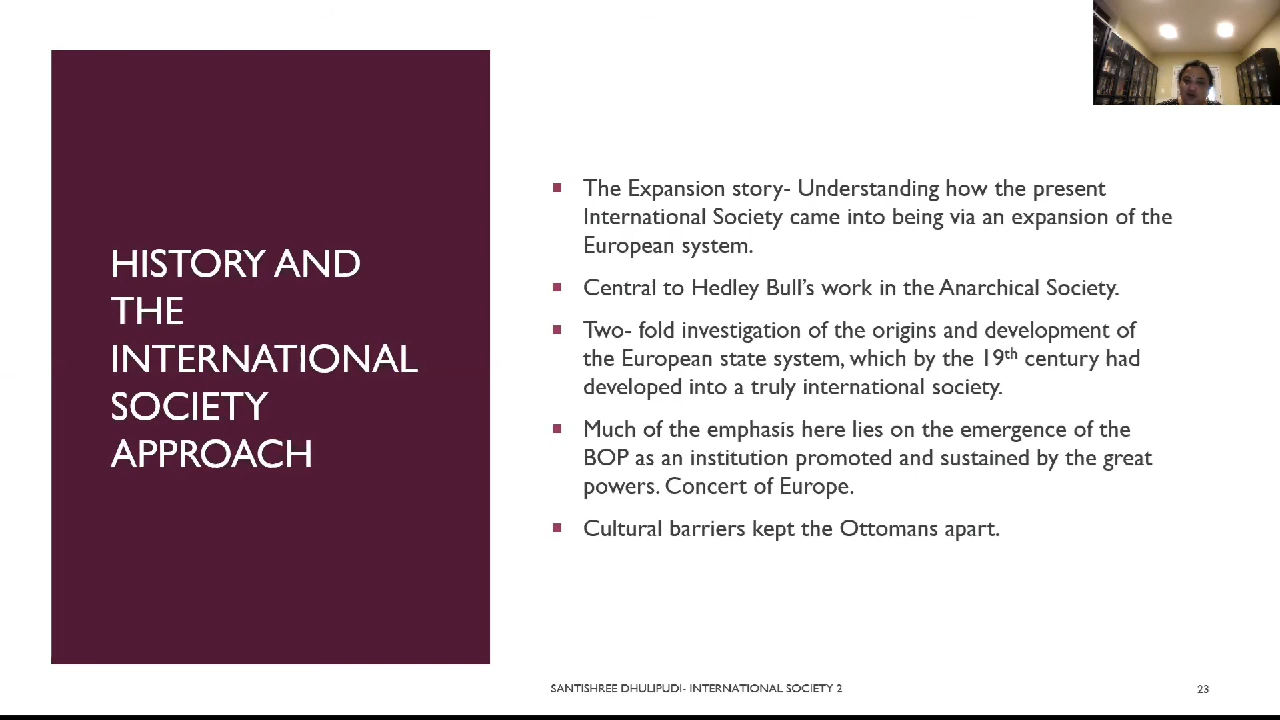 HISTORY AND
THE
INTERNATIONAL
SOCIETY
APPROACH
The Expansion story- Understanding how the present
International Society came into being via an expansion of the
European system.
Central to Hedley Bull’s work in the Anarchical Society.
Two- fold investigation of the origins and development of
the European state system, which by the 19th century had
developed into a truly international society.
Much of the emphasis here lies on the emergence of the
BOP as an institution promoted and sustained by the great
powers. Concert of Europe.
Cultural barriers kept the Ottomans apart.
SANTISHREE DHULIPUDI- INTERNATIONAL SOCIETY 2
23